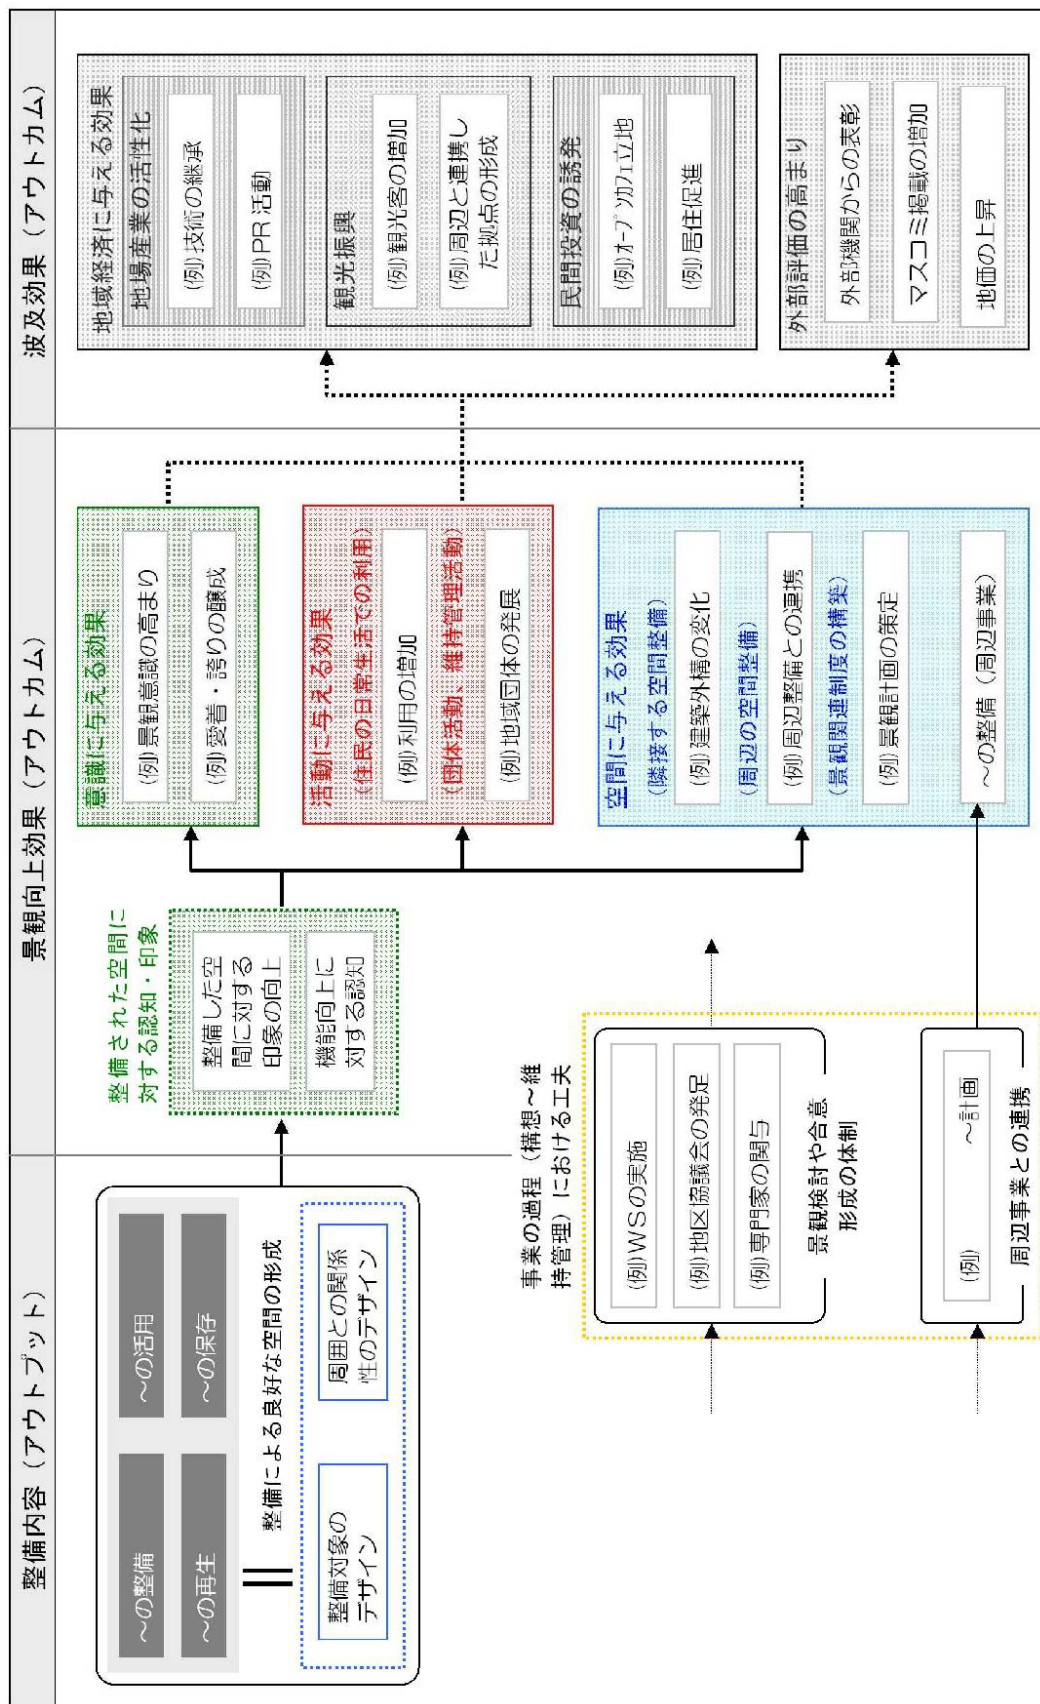 整備内容（アウトプット）
景観向上効果（アウトカム）
波及効果（アウトカム）
～の整備
～の活用
～の再生
～の保存
整備による良好な空間の形成
整備対象の
デザイン
周囲との関係
性のデザイン
整備された空間に
対する認知・印象
整備した空
間に対する
印象の向上
機能向上に
対する認知
意識に与える効果
(例)景観意識の高まり
(例)愛着・誇りの醸成
活動に与える効果
（住民の日常生活での利用）
(例)利用の増加
（団体活動、維持管理活動）
(例)地域団体の発展
空間に与える効果
（隣接する空間整備）
(例)建築外構の変化
（周辺の空間整備）
(例)周辺整備との連携
（景観関連制度の構築）
(例)景観計画の策定
～の整備（周辺事業）
事業の過程（構想～維
持管理）における工夫
(例)WSの実施
(例)地区協議会の発足
(例)専門家の関与
景観検討や合意
形成の体制
(例)　～計画
周辺事業との連携
地域経済に与える効果
地場産業の活性化
(例)技術の継承
(例)PR活動
観光振興
(例)観光客の増加
(例)周辺と連携し
た拠点の形成
民間投資の誘発
(例)ｵｰﾌﾟﾝｶﾌｪ立地
(例)居住促進
外部評価の高まり
外部機関からの表彰
マスコミ掲載の増加
地価の上昇